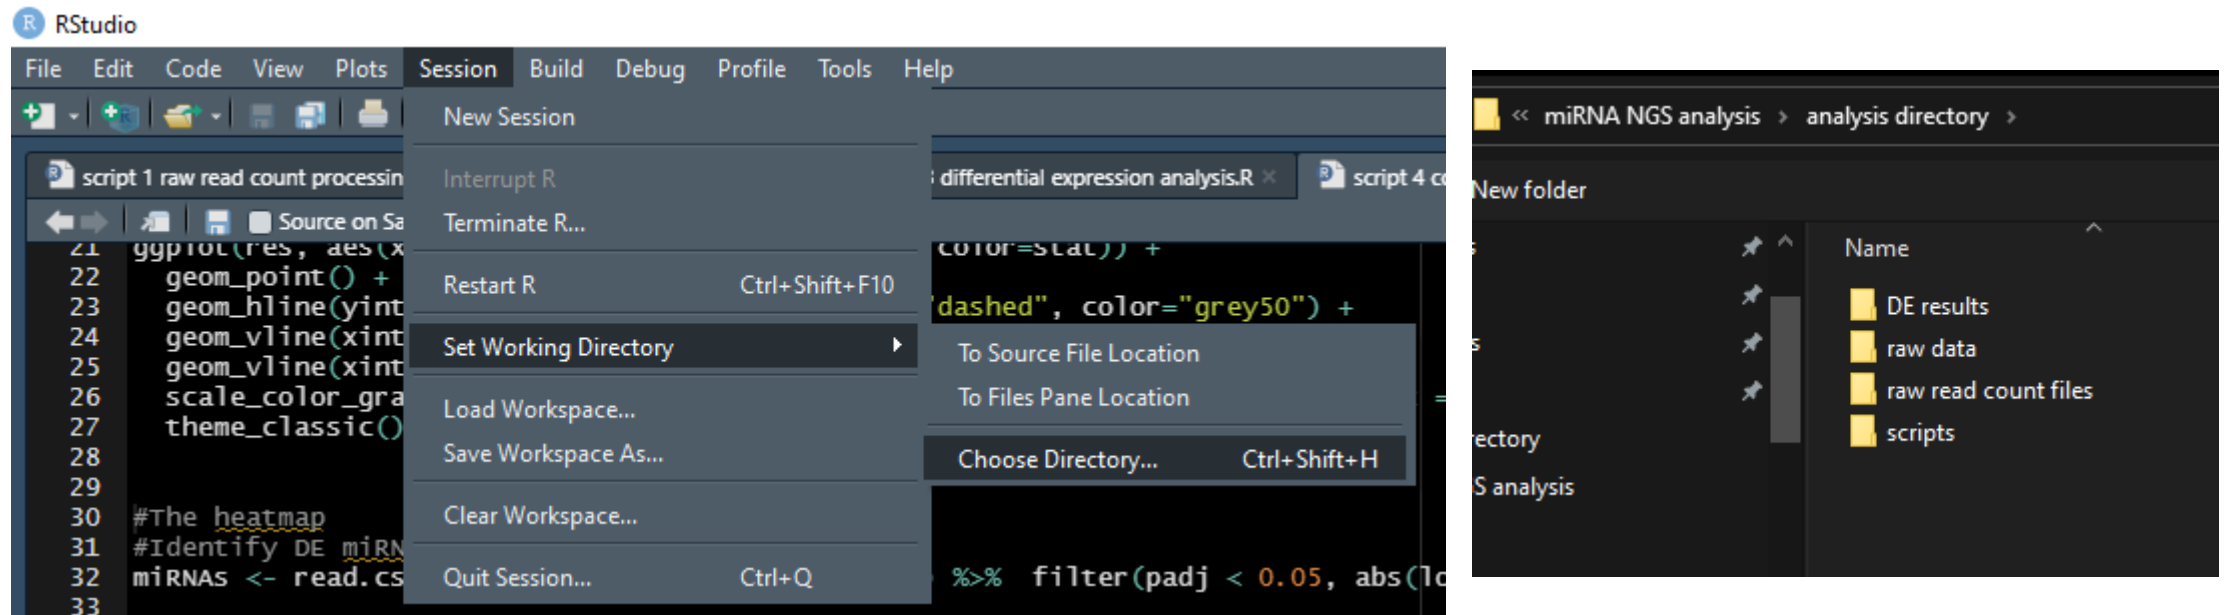 RStudio
File Edit Code View Plots Session Build Debug Profile Tools Help
New Session
script 1 raw read count processin
Interrupt R
differential expression analysis.R ×
script 4 co
Source on Sa
Terminate R...
21 ggplot(res, aes(x color=stat)) +
22 geom_point() +
Restart R Ctrl+Shift+F10
23 geom_hline(yint "dashed", color="grey50") +
24 geom_vline(xint
Set Working Directory
To Source File Location
25 geom_vline(xint
26 scale_color_gra =
Load Workspace...
To Files Pane Location
27 theme_classic()
28
Save Workspace As...
Choose Directory... Ctrl+Shift+H
29
30 #The heatmap
Clear Workspace...
31 #Identify DE miRN
32 miRNAs <- read.cs %>% filter(padj < 0.05, abs(lo
Quit Session... Ctrl+Q
33
« miRNA NGS analysis › analysis directory ›
New folder
Name
DE results
raw data
raw read count files
scripts
rectory
S analysis